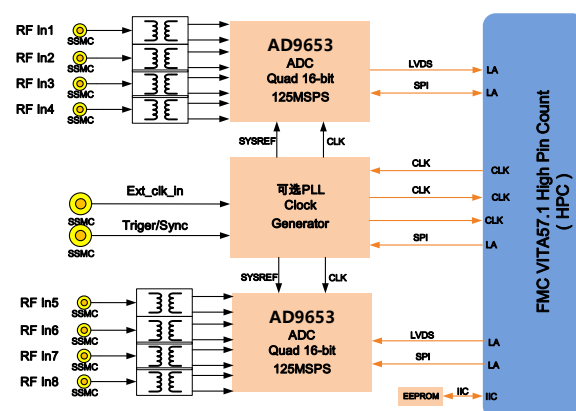 RF In1
SSMC
RF In2
SSMC
RF In3
SSMC
RF In4
SSMC
AD9653
ADC
Quad 16-bit
125MSPS
LVDS
LA
SPI
LA
SYSREF
CLK
Ext_clk_in
SSMC
Triger/Sync
SSMC
可选PLL
Clock
Generator
CLK
CLK
CLK
CLK
CLK
SPI
LA
SYSREF
CLK
RF In5
SSMC
RF In6
SSMC
RF In7
SSMC
RF In8
SSMC
AD9653
ADC
Quad 16-bit
125MSPS
LVDS
LA
SPI
LA
EEPROM
IIC
IIC
FMC VITA57.1 High Pin Count
( HPC )